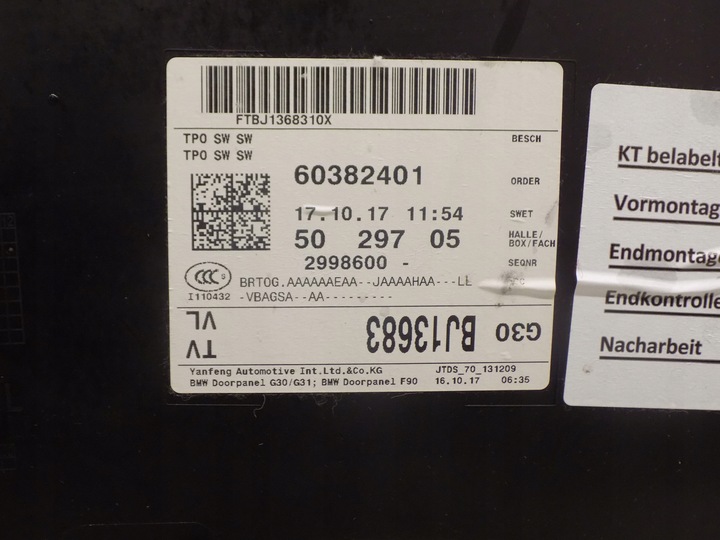 FTBJ1368310X
TPO SW SW BESCH
TPO SW SW
60382401 ORDER
17.10.17 11:54 SWET
50 297 05 HALLE/
BOX/FACH
2998600 - SEQNR
CCC S
I110432
BRTOG.AAAAAAEAA--JAAAAHAA---LL
-VBAGSA--AA---------
TV
VL
G30 BJ13683
Yanfeng Automotive Int.Ltd.&Co.KG JTDS_70_131209
BMW Doorpanel G30/G31; BMW Doorpanel F90 16.10.17 06:35
KT belabelt
Vormontage
Endmontage
Endkontrolle
Nacharbeit